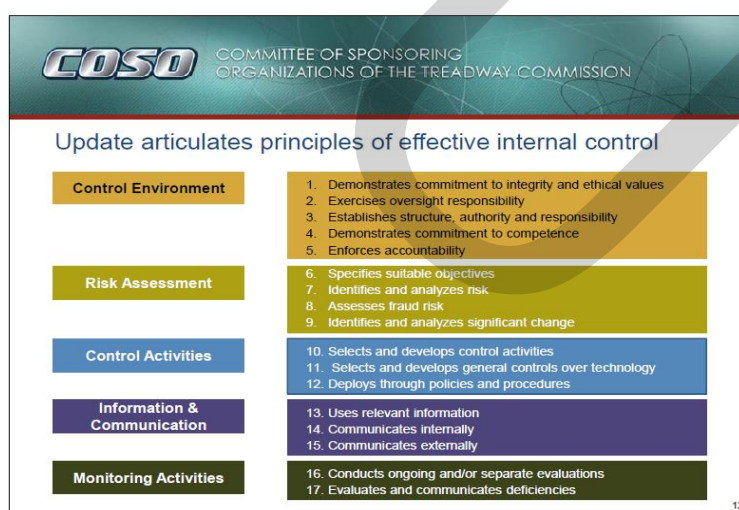 COSO
COMMITTEE OF SPONSORING
ORGANIZATIONS OF THE TREADWAY COMMISSION
Update articulates principles of effective internal control
Control Environment
1. Demonstrates commitment to integrity and ethical values
2. Exercises oversight responsibility
3. Establishes structure, authority and responsibility
4. Demonstrates commitment to competence
5. Enforces accountability
Risk Assessment
6. Specifies suitable objectives
7. Identifies and analyzes risk
8. Assesses fraud risk
9. Identifies and analyzes significant change
Control Activities
10. Selects and develops control activities
11. Selects and develops general controls over technology
12. Deploys through policies and procedures
Information &
Communication
13. Uses relevant information
14. Communicates internally
15. Communicates externally
Monitoring Activities
16. Conducts ongoing and/or separate evaluations
17. Evaluates and communicates deficiencies